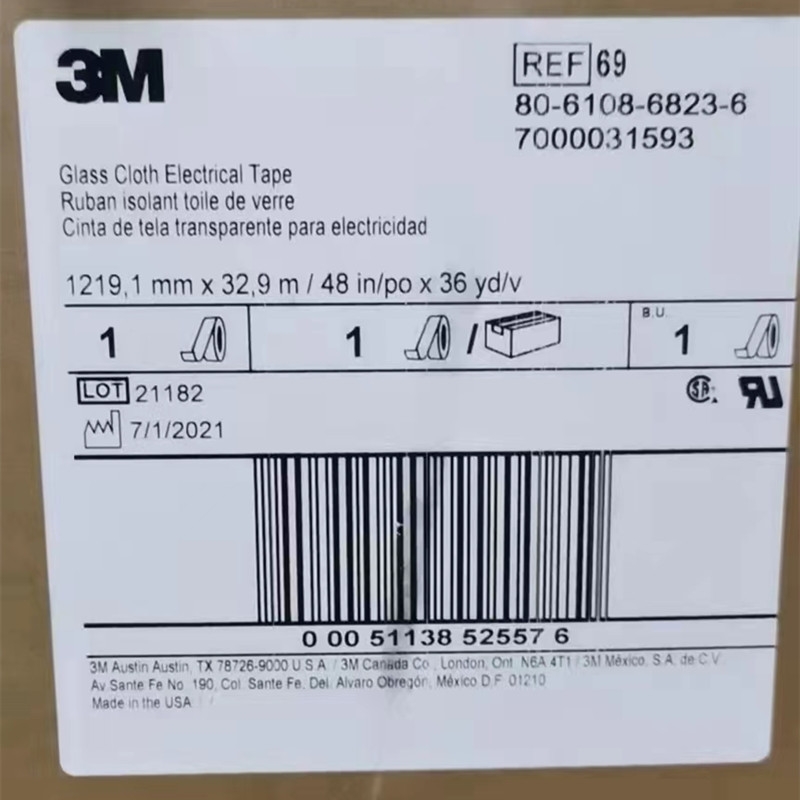 3M
REF 69
80-6108-6823-6
7000031593
Glass Cloth Electrical Tape
Ruban isolant toile de verre
Cinta de tela transparente para electricidad
1219,1 mm x 32,9 m / 48 in/po x 36 yd/v
1 1 / B.U. 1
LOT 21182
7/1/2021
0 00 51138 52557 6
3M Austin Austin, TX 78726-9000 U.S.A. / 3M Canada Co., London, Ont. N6A 4T1 / 3M México, S.A. de C.V.
Av. Sante Fe No. 190, Col. Sante Fe, Del. Alvaro Obregón, México D.F. 01210
Made in the USA